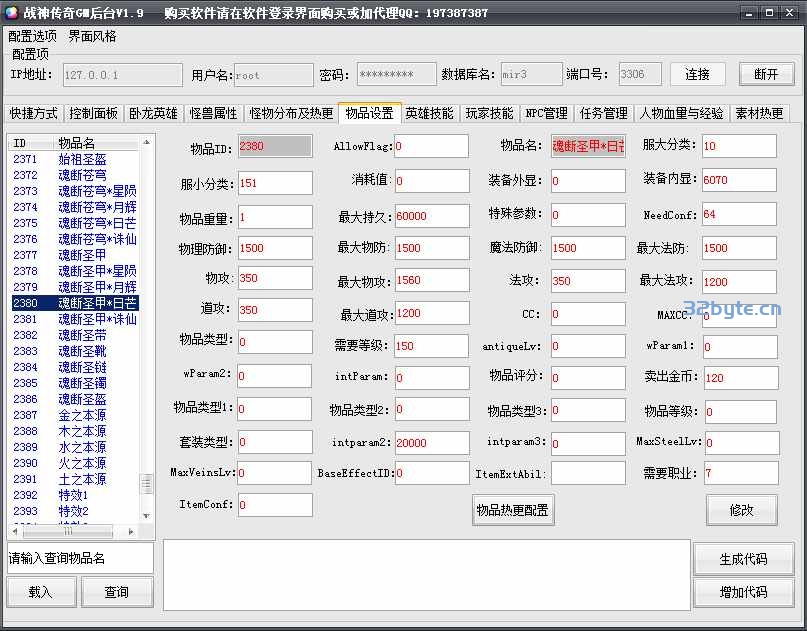 战神传奇GM后台V1.9 购买软件请在软件登录界面购买或加代理QQ：197387387
配置选项 界面风格
配置项
IP地址： 127.0.0.1 用户名： root 密码： ********* 数据库名： mir3 端口号： 3306 连接 断开
快捷方式 控制面板 卧龙英雄 怪兽属性 怪物分布及热更 物品设置 英雄技能 玩家技能 NPC管理 任务管理 人物血量与经验 素材热更
ID 物品名
2371 始祖圣盔
2372 魂断苍穹
2373 魂断苍穹*星陨
2374 魂断苍穹*月辉
2375 魂断苍穹*日芒
2376 魂断苍穹*诛仙
2377 魂断圣甲
2378 魂断圣甲*星陨
2379 魂断圣甲*月辉
2380 魂断圣甲*日芒
2381 魂断圣甲*诛仙
2382 魂断圣带
2383 魂断圣靴
2384 魂断圣链
2385 魂断圣镯
2386 魂断圣盔
2387 金之本源
2388 木之本源
2389 水之本源
2390 火之本源
2391 土之本源
2392 特效1
2393 特效2
请输入查询物品名
载入 查询
物品ID: 2380 AllowFlag: 0 物品名: 魂断圣甲*日芒 服大分类: 10
服小分类: 151 消耗值: 0 装备外显: 0 装备内显: 6070
物品重量: 1 最大持久: 60000 特殊参数: 0 NeedConf: 64
物理防御: 1500 最大物防: 1500 魔法防御: 1500 最大法防: 1500
物攻: 350 最大物攻: 1560 法攻: 350 最大法攻: 1200
道攻: 350 最大道攻: 1200 CC: 0 MAXCC: 0
32byte.cn
物品类型: 0 需要等级: 150 antiqueLv: 0 wParam1: 0
wParam2: 0 intParam: 0 物品评分: 0 卖出金币: 120
物品类型1: 0 物品类型2: 0 物品类型3: 0 物品等级: 0
套装类型: 0 intparam2: 20000 intparam3: 0 MaxSteelLv: 0
MaxVeinsLv: 0 BaseEffectID: 0 ItemExtAbil: 需要职业: 7
ItemConf: 0 物品热更配置 修改
生成代码
增加代码